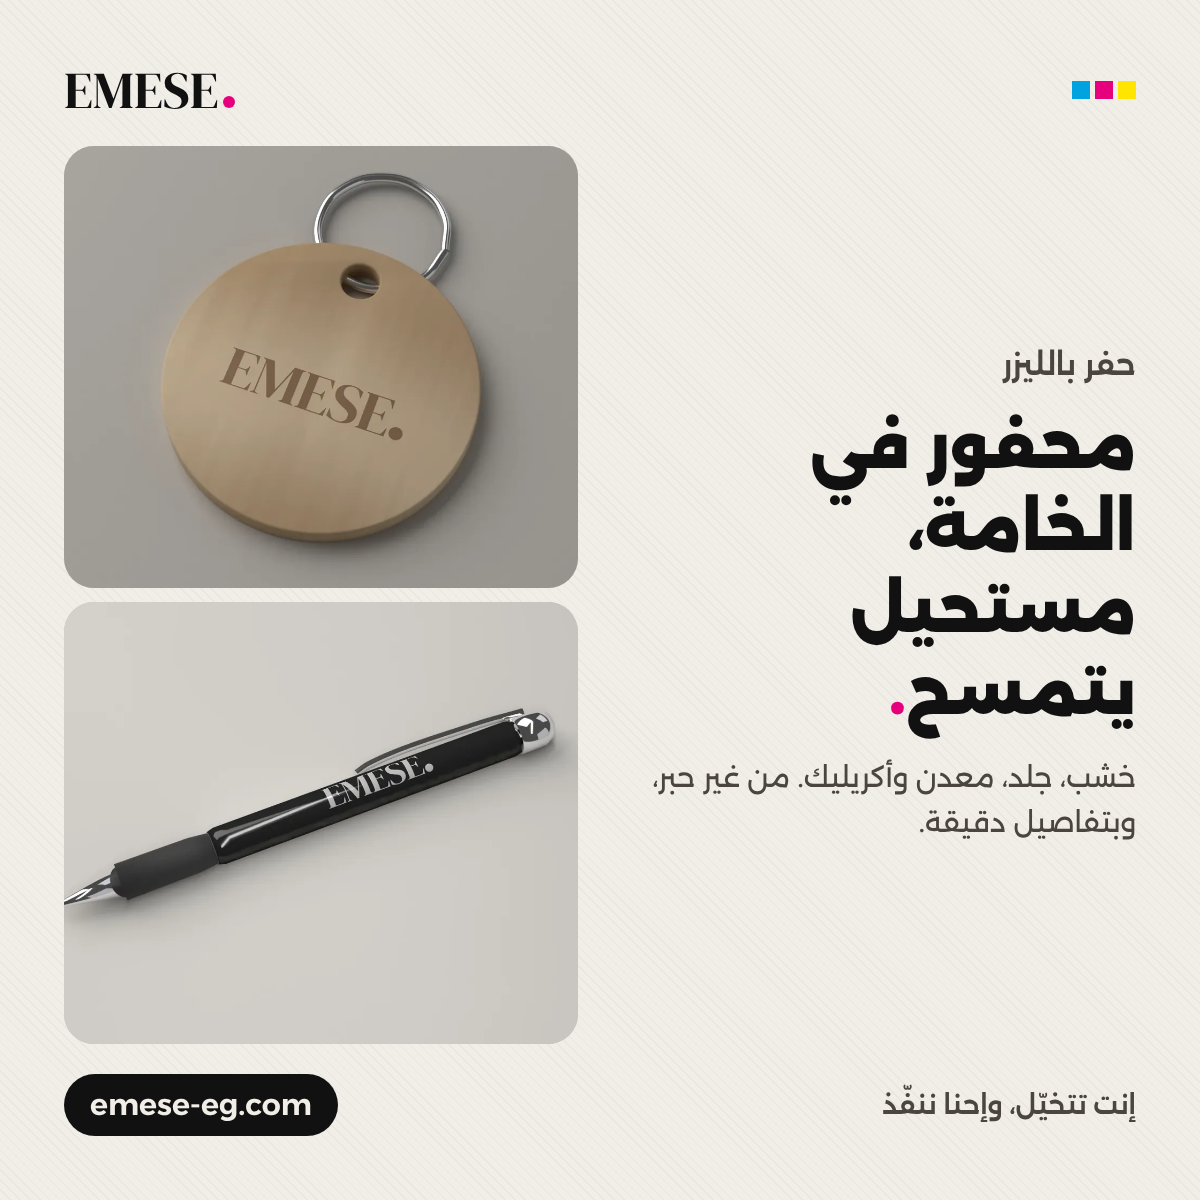 EMESE.
EMESE.
EMESE.
حفر بالليزر
محفور في
الخامة،
مستحيل
يتمسح.
خشب، جلد، معدن وأكريليك. من غير حبر،
وبتفاصيل دقيقة.
إنت تتخيّل، وإحنا ننفّذ
emese-eg.com